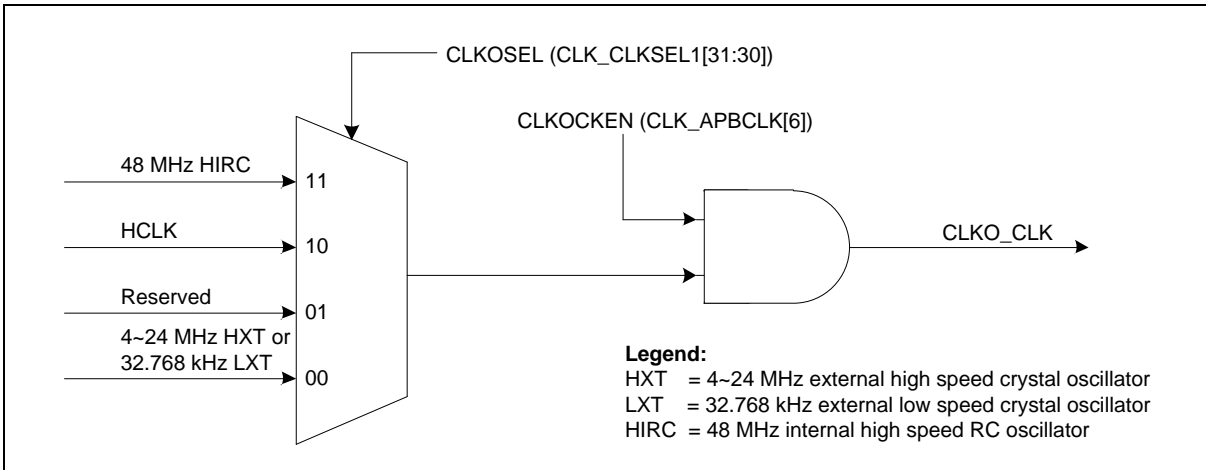 CLKOSEL (CLK_CLKSEL1[31:30])
CLKOCKEN (CLK_APBCLK[6])
48 MHz HIRC
11
HCLK
10
CLKO_CLK
Reserved
01
4~24 MHz HXT or
32.768 kHz LXT
00
Legend:
HXT = 4~24 MHz external high speed crystal oscillator
LXT = 32.768 kHz external low speed crystal oscillator
HIRC = 48 MHz internal high speed RC oscillator